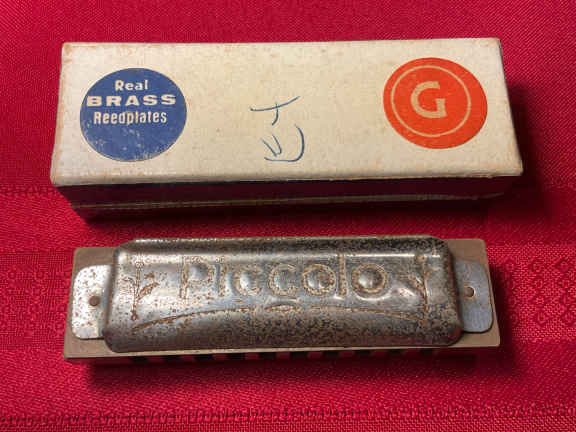 Real
BRASS
Reedplates
G
Piccolo